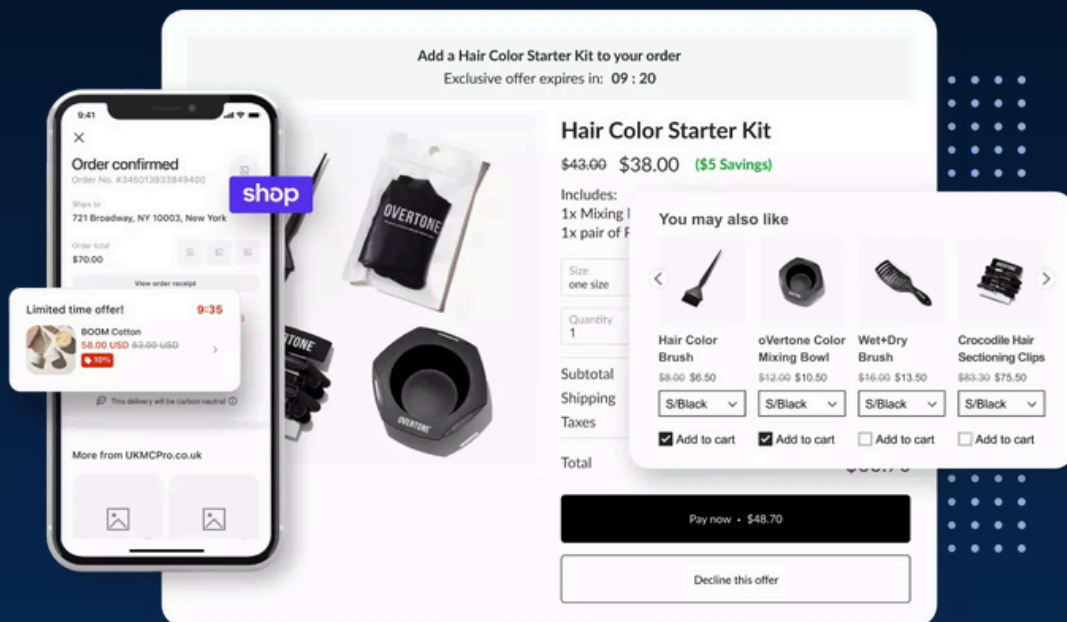 Add a Hair Color Starter Kit to your order
Exclusive offer expires in: 09 : 20
9:41
Order confirmed
Order No. #345013933849400
shop
Ships to
721 Broadway, NY 10003, New York
Order total
$70.00
View order receipt
Limited time offer!
9:35
BOOM Cotton
58.00 USD 63.00 USD
10%
This delivery will be carbon neutral
More from UKMCPro.co.uk
OVERTONE
OVERTONE
Hair Color Starter Kit
$43.00 $38.00 ($5 Savings)
Includes:
1x Mixing
1x pair of
Size
one size
Quantity
1
Subtotal
Shipping
Taxes
Total
You may also like
Hair Color
Brush
$8.00 $6.50
S/Black
Add to cart
oVertone Color
Mixing Bowl
$12.00 $10.50
S/Black
Add to cart
Wet+Dry
Brush
$16.00 $13.50
S/Black
Add to cart
Crocodile Hair
Sectioning Clips
$83.30 $75.50
S/Black
Add to cart
Pay now • $48.70
Decline this offer